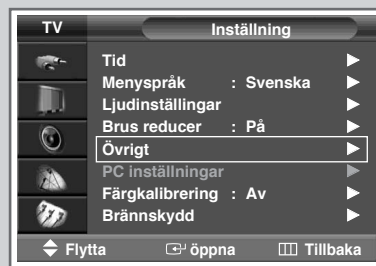 TV Inställning
Tid
Menyspråk : Svenska
Ljudinställingar
Brus reducer : På
Övrigt
PC inställningar
Färgkalibrering : Av
Brännskydd
Flytta öppna Tillbaka